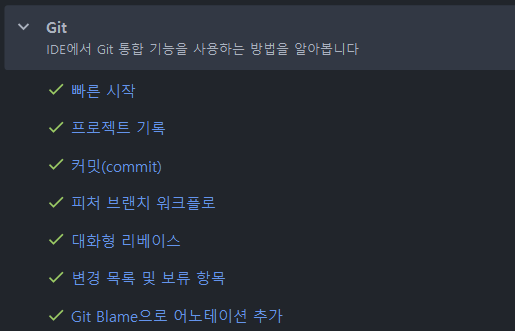 Git
IDE에서 Git 통합 기능을 사용하는 방법을 알아봅니다
빠른 시작
프로젝트 기록
커밋(commit)
피처 브랜치 워크플로
대화형 리베이스
변경 목록 및 보류 항목
Git Blame으로 어노테이션 추가